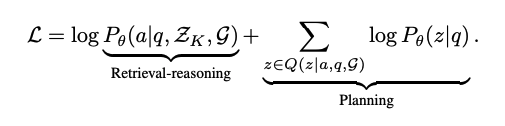 ℒ = log P_θ(a|q, 𝒵_K, 𝒢) + ∑_{z∈Q(z|a,q,𝒢)} log P_θ(z|q) .
Retrieval-reasoning
Planning